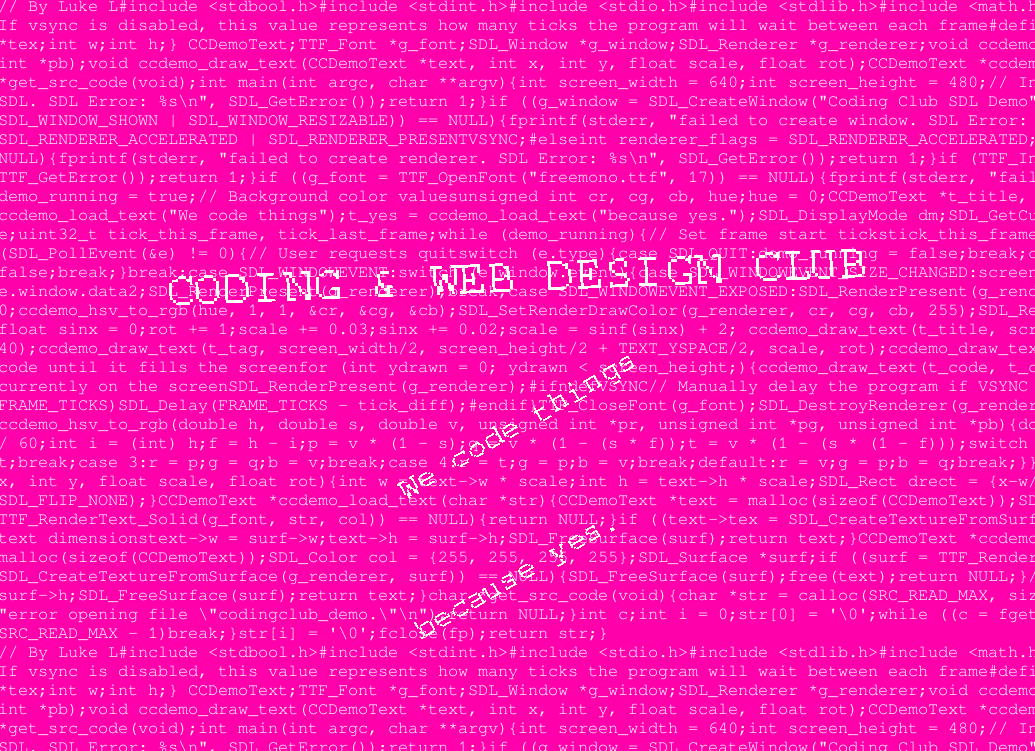 // By Luke L#include <stdbool.h>#include <stdint.h>#include <stdio.h>#include <stdlib.h>#include <math.h
If vsync is disabled, this value represents how many ticks the program will wait between each frame#defi
*tex;int w;int h;} CCDemoText;TTF_Font *g_font;SDL_Window *g_window;SDL_Renderer *g_renderer;void ccdemo
int *pb);void ccdemo_draw_text(CCDemoText *text, int x, int y, float scale, float rot);CCDemoText *ccdem
*get_src_code(void);int main(int argc, char **argv){int screen_width = 640;int screen_height = 480;// In
SDL. SDL Error: %s\n", SDL_GetError());return 1;}if ((g_window = SDL_CreateWindow("Coding Club SDL Demo"
SDL_WINDOW_SHOWN | SDL_WINDOW_RESIZABLE)) == NULL){fprintf(stderr, "failed to create window. SDL Error:
SDL_RENDERER_ACCELERATED | SDL_RENDERER_PRESENTVSYNC;#elseint renderer_flags = SDL_RENDERER_ACCELERATED;
NULL){fprintf(stderr, "failed to create renderer. SDL Error: %s\n", SDL_GetError());return 1;}if (TTF_In
TTF_GetError());return 1;}if ((g_font = TTF_OpenFont("freemono.ttf", 17)) == NULL){fprintf(stderr, "fail
demo_running = true;// Background color valuesunsigned int cr, cg, cb, hue;hue = 0;CCDemoText *t_title,
ccdemo_load_text("We code things");t_yes = ccdemo_load_text("because yes.");SDL_DisplayMode dm;SDL_GetCu
e;uint32_t tick_this_frame, tick_last_frame;while (demo_running){// Set frame start tickstick_this_frame
(SDL_PollEvent(&e) != 0){// User requests quitswitch (e.type){case SDL_QUIT: = false;break;c
false;break;}break;case SDL_WINDOWEVENT:swi SDL_WINDOWEVENT_SIZE_CHANGED:screen
CODING & WEB DESIGN CLUB
e.window.data2;SD SDL_WINDOWEVENT_EXPOSED:SDL_RenderPresent(g_rend
0;ccdemo_hsv_to_rgb(hue, 1, 1, &cr, &cg, &cb);SDL_SetRenderDrawColor(g_renderer, cr, cg, cb, 255);SDL_Re
float sinx = 0;rot += 1;scale += 0.03;sinx += 0.02;scale = sinf(sinx) + 2; ccdemo_draw_text(t_title, scr
40);ccdemo_draw_text(t_tag, screen_width/2, screen_height/2 + TEXT_YSPACE/2, scale, rot);ccdemo_draw_tex
code until it fills the screenfor (int ydrawn = 0; ydrawn < screen_height;){ccdemo_draw_text(t_code, t_c
currently on the screenSDL_RenderPresent(g_renderer);#ifndef VSYNC// Manually delay the program if VSYNC
FRAME_TICKS)SDL_Delay(FRAME_TICKS - tick_diff);#endif}TTF_CloseFont(g_font);SDL_DestroyRenderer(g_render
We code things
ccdemo_hsv_to_rgb(double h, double s, double v, unsigned int *pr, unsigned int *pg, unsigned int *pb){do
/ 60;int i = (int) h;f = h - i;p = v * (1 - s);q = v * (1 - (s * f));t = v * (1 - (s * (1 - f)));switch
t;break;case 3:r = p;g = q;b = v;break;case 4:r = t;g = p;b = v;break;default:r = v;g = p;b = q;break;}}
x, int y, float scale, float rot){int w = text->w * scale;int h = text->h * scale;SDL_Rect drect = {x-w/
SDL_FLIP_NONE);}CCDemoText *ccdemo_load_text(char *str){CCDemoText *text = malloc(sizeof(CCDemoText));SD
TTF_RenderText_Solid(g_font, str, col)) == NULL){return NULL;}if ((text->tex = SDL_CreateTextureFromSurf
text dimensionstext->w = surf->w;text->h = surf->h;SDL_FreeSurface(surf);return text;}CCDemoText *ccdemo
malloc(sizeof(CCDemoText));SDL_Color col = {255, 255, 255, 255};SDL_Surface *surf;if ((surf = TTF_Render
SDL_CreateTextureFromSurface(g_renderer, surf)) == NULL){SDL_FreeSurface(surf);free(text);return NULL;}/
because yes.
surf->h;SDL_FreeSurface(surf);return text;}char *get_src_code(void){char *str = calloc(SRC_READ_MAX, siz
"error opening file \"codingclub_demo.\"\n");return NULL;}int c;int i = 0;str[0] = '\0';while ((c = fget
SRC_READ_MAX - 1)break;}str[i] = '\0';fclose(fp);return str;}
// By Luke L#include <stdbool.h>#include <stdint.h>#include <stdio.h>#include <stdlib.h>#include <math.h
If vsync is disabled, this value represents how many ticks the program will wait between each frame#defi
*tex;int w;int h;} CCDemoText;TTF_Font *g_font;SDL_Window *g_window;SDL_Renderer *g_renderer;void ccdemo
int *pb);void ccdemo_draw_text(CCDemoText *text, int x, int y, float scale, float rot);CCDemoText *ccdem
*get_src_code(void);int main(int argc, char **argv){int screen_width = 640;int screen_height = 480;// In
SDL. SDL Error: %s\n", SDL_GetError());return 1;}if ((g_window = SDL_CreateWindow("Coding Club SDL Demo"